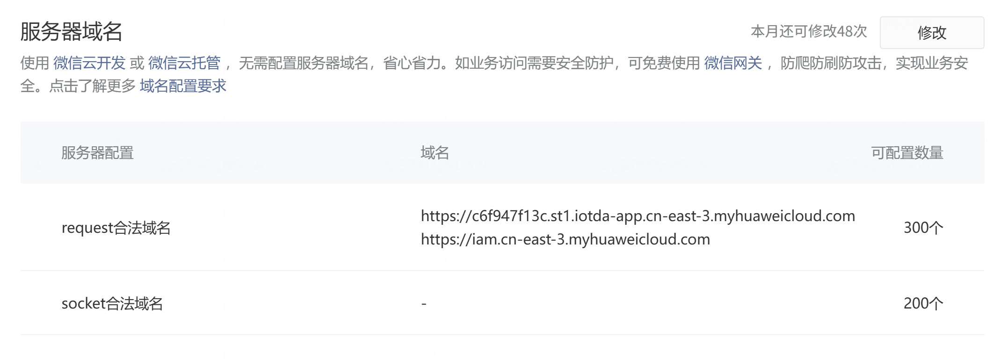 服务器域名
本月还可修改48次 修改
使用 微信云开发 或 微信云托管 ，无需配置服务器域名，省心省力。如业务访问需要安全防护，可免费使用 微信网关 ，防爬防刷防攻击，实现业务安
全。点击了解更多 域名配置要求
服务器配置 域名 可配置数量
https://c6f947f13c.st1.iotda-app.cn-east-3.myhuaweicloud.com
request合法域名 300个
https://iam.cn-east-3.myhuaweicloud.com
socket合法域名 - 200个